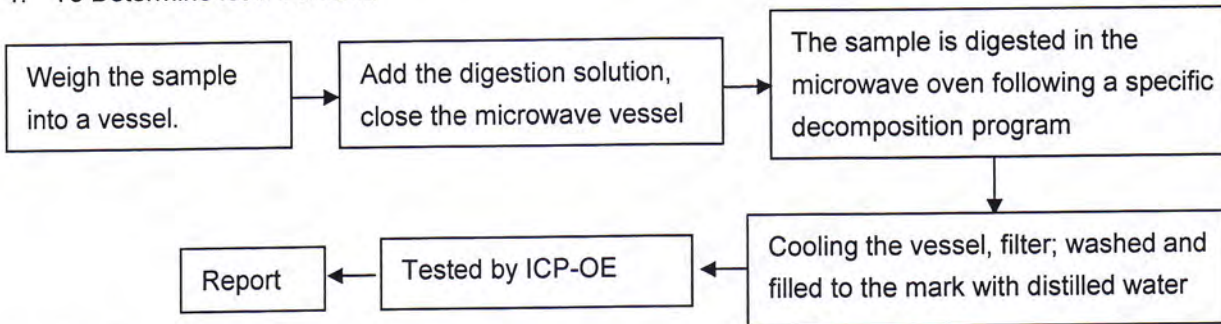 Weigh the sample
into a vessel.
Add the digestion solution,
close the microwave vessel
The sample is digested in the
microwave oven following a specific
decomposition program
Cooling the vessel, filter; washed and
filled to the mark with distilled water
Tested by ICP-OE
Report